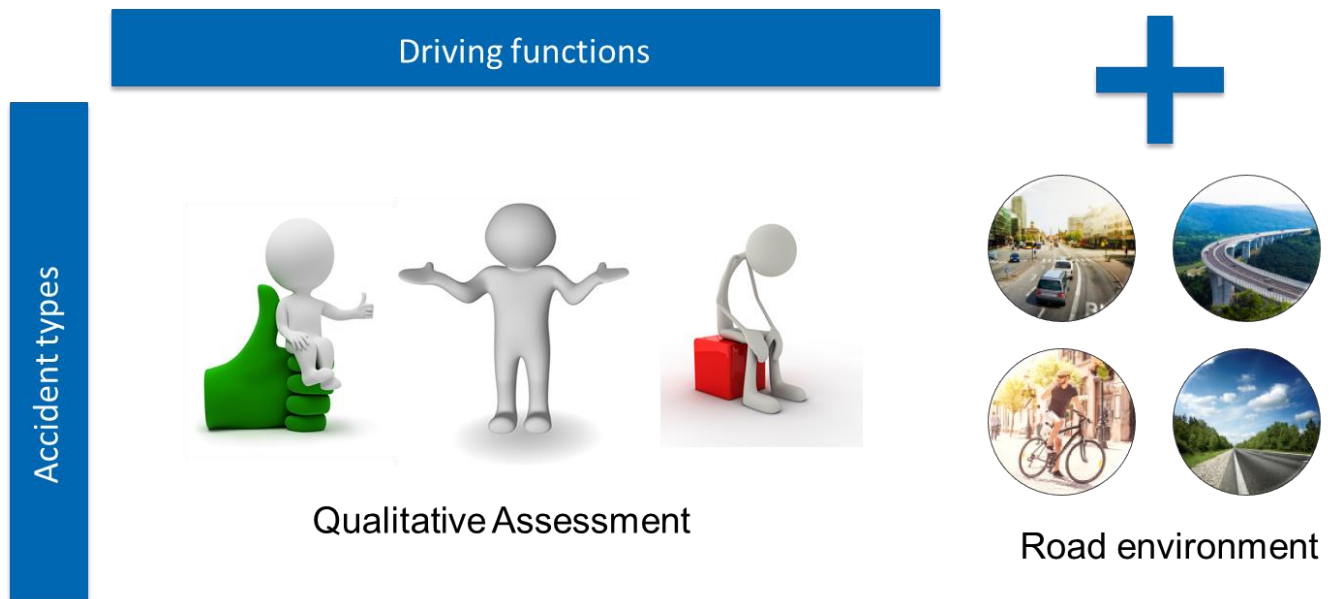 Driving functions
Accident types
Qualitative Assessment
Road environment